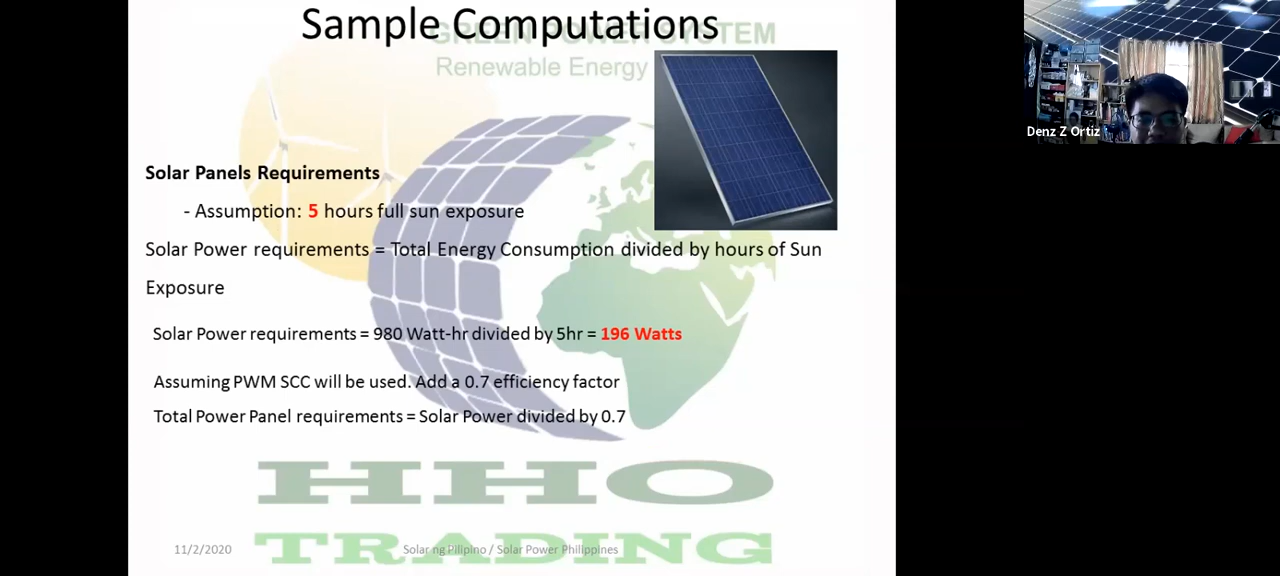 Sample Computations
GREEN POWER SYSTEM
Renewable Energy
Denz Z Ortiz
Solar Panels Requirements
- Assumption: 5 hours full sun exposure
Solar Power requirements = Total Energy Consumption divided by hours of Sun
Exposure
Solar Power requirements = 980 Watt-hr divided by 5hr = 196 Watts
Assuming PWM SCC will be used. Add a 0.7 efficiency factor
Total Power Panel requirements = Solar Power divided by 0.7
HHO
TRADING
11/2/2020
Solar ng Pilipino / Solar Power Philippines